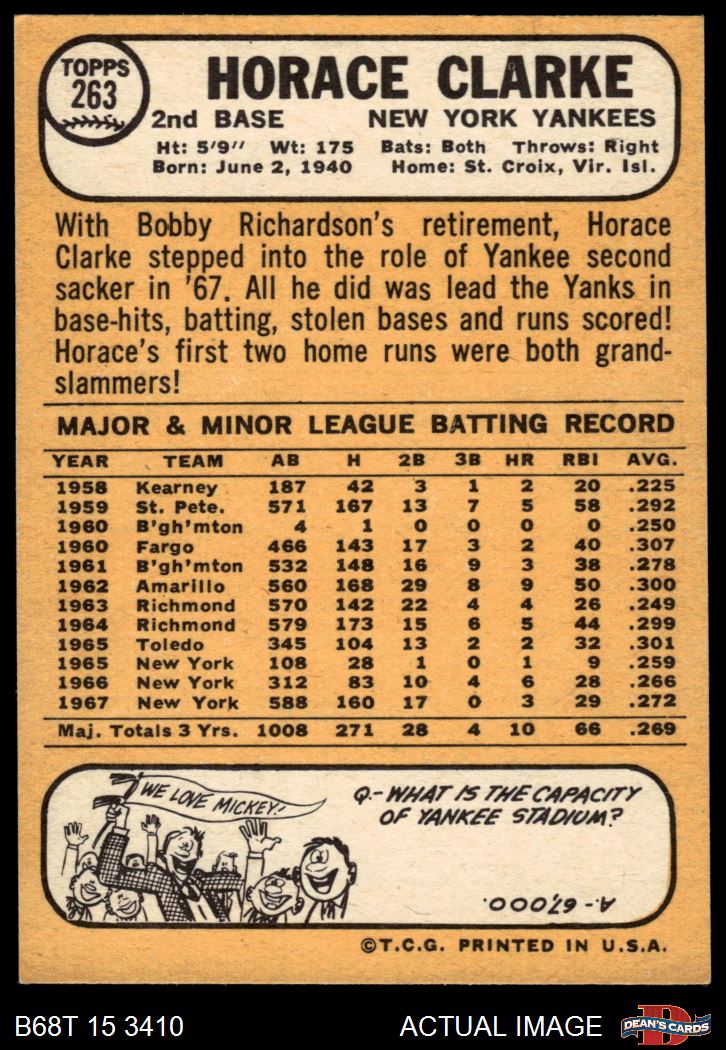 TOPPS
263
HORACE CLARKE
2nd BASE NEW YORK YANKEES
Ht: 5'9" Wt: 175 Bats: Both Throws: Right
Born: June 2, 1940 Home: St. Croix, Vir. Isl.
With Bobby Richardson's retirement, Horace
Clarke stepped into the role of Yankee second
sacker in '67. All he did was lead the Yanks in
base-hits, batting, stolen bases and runs scored!
Horace's first two home runs were both grand-
slammers!
MAJOR & MINOR LEAGUE BATTING RECORD
YEAR TEAM AB H 2B 3B HR RBI AVG.
1958 Kearney 187 42 3 1 2 20 .225
1959 St. Pete. 571 167 13 7 5 58 .292
1960 B'gh'mton 4 1 0 0 0 0 .250
1960 Fargo 466 143 17 3 2 40 .307
1961 B'gh'mton 532 148 16 9 3 38 .278
1962 Amarillo 560 168 29 8 9 50 .300
1963 Richmond 570 142 22 4 4 26 .249
1964 Richmond 579 173 15 6 5 44 .299
1965 Toledo 345 104 13 2 2 32 .301
1965 New York 108 28 1 0 1 9 .259
1966 New York 312 83 10 4 6 28 .266
1967 New York 588 160 17 0 3 29 .272
Maj. Totals 3 Yrs. 1008 271 28 4 10 66 .269
WE LOVE MICKEY!
Q.-WHAT IS THE CAPACITY
OF YANKEE STADIUM?
A.-67,000.
©T.C.G. PRINTED IN U.S.A.
B68T 15 3410 ACTUAL IMAGE
D
DEAN'S CARDS